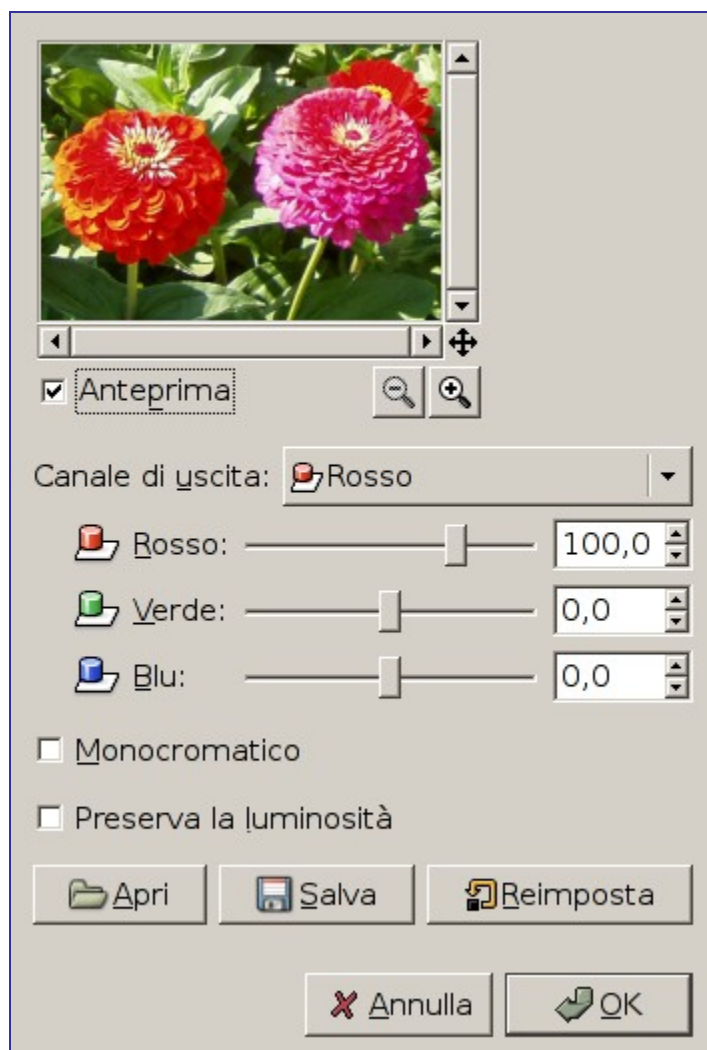 Anteprima
Canale di uscita: Rosso
Rosso: 100,0
Verde: 0,0
Blu: 0,0
Monocromatico
Preserva la luminosità
Apri Salva Reimposta
Annulla OK